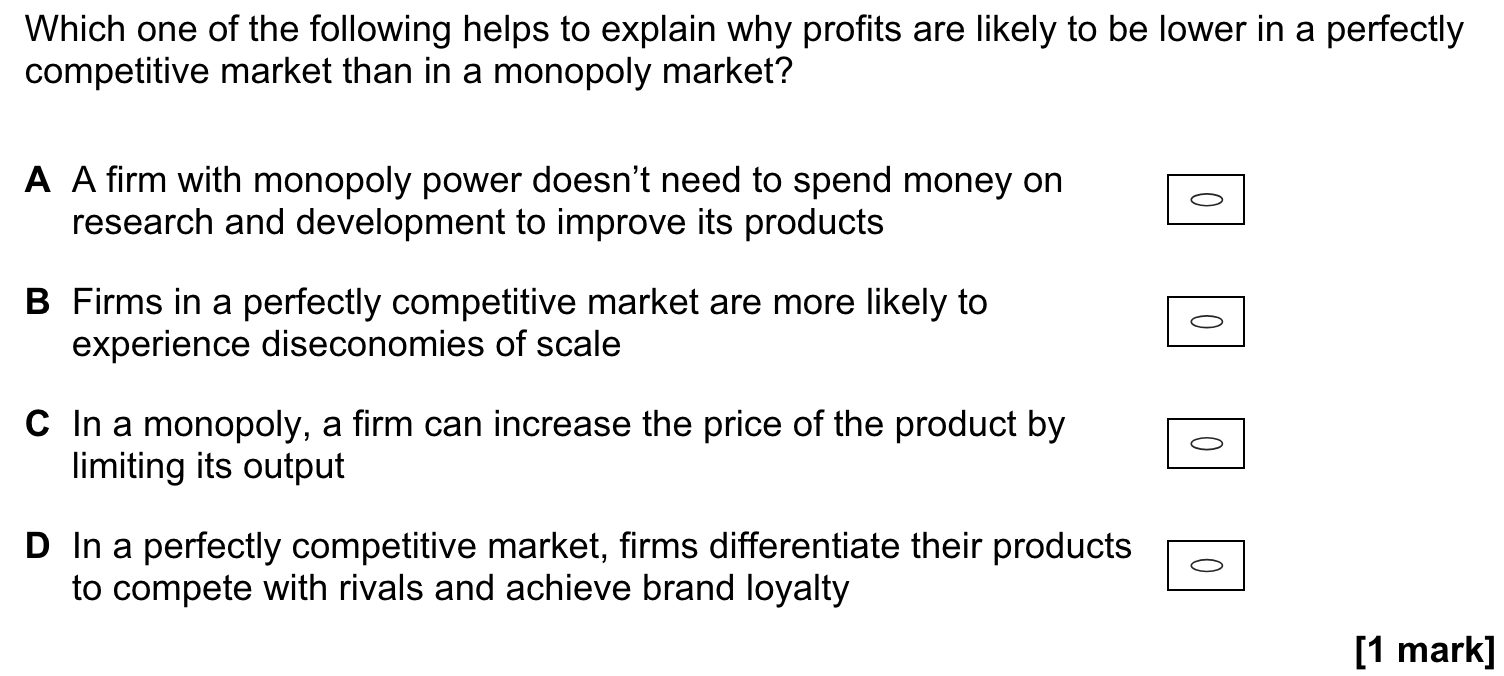 Which one of the following helps to explain why profits are likely to be lower in a perfectly
competitive market than in a monopoly market?
A A firm with monopoly power doesn’t need to spend money on
research and development to improve its products
B Firms in a perfectly competitive market are more likely to
experience diseconomies of scale
C In a monopoly, a firm can increase the price of the product by
limiting its output
D In a perfectly competitive market, firms differentiate their products
to compete with rivals and achieve brand loyalty
[1 mark]